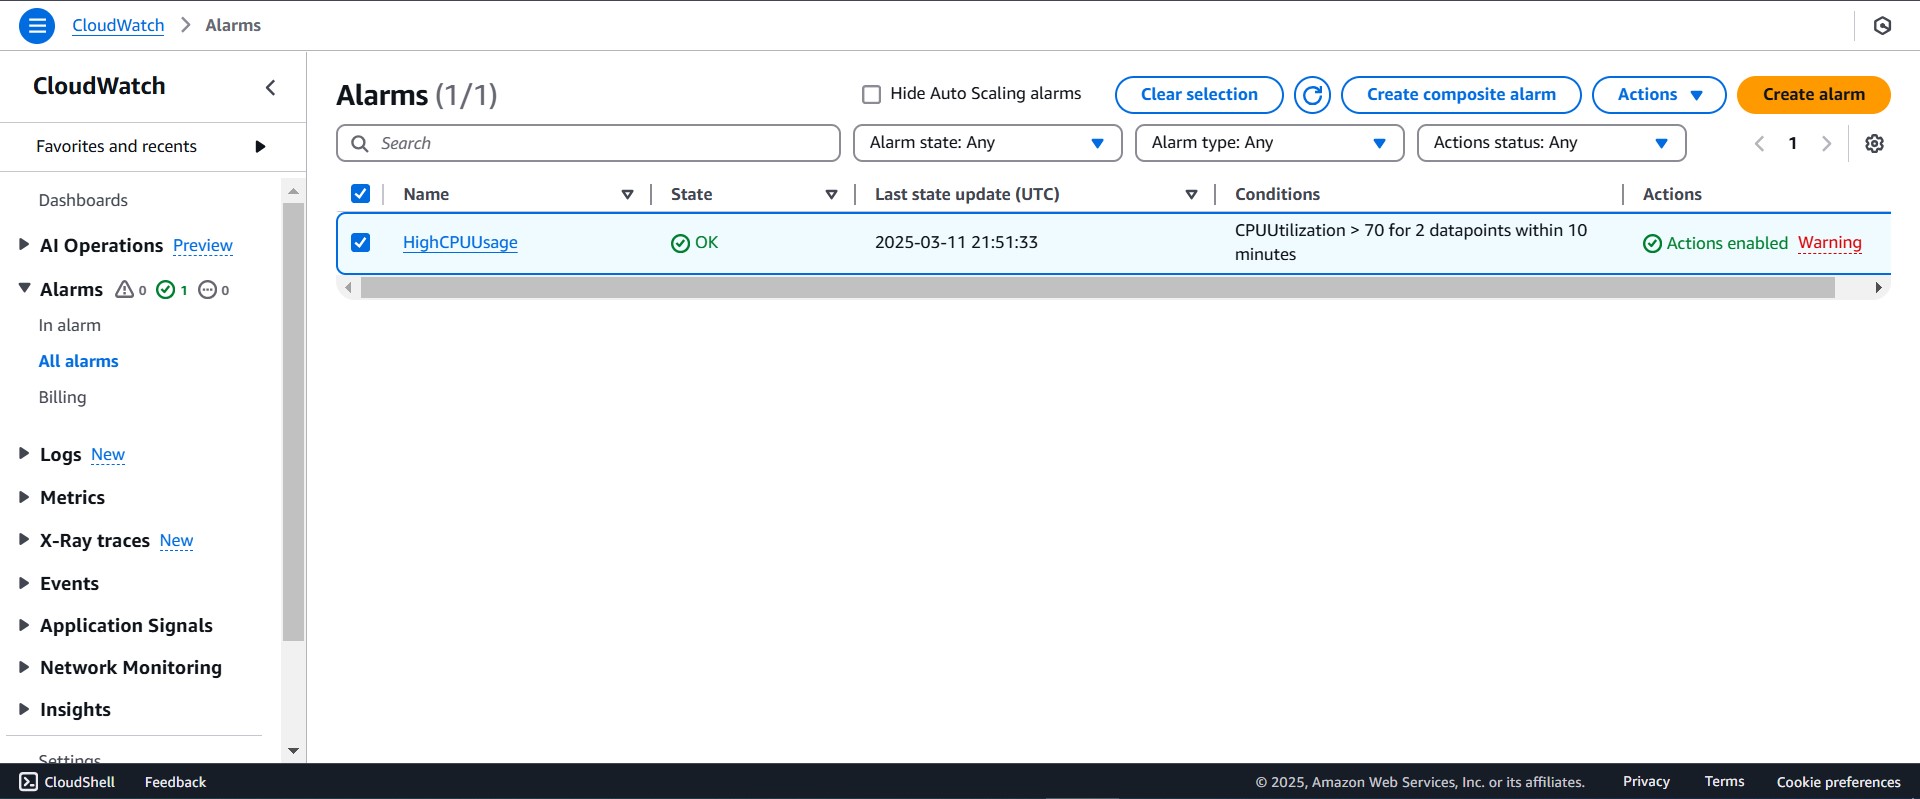 CloudWatch > Alarms
CloudWatch
Favorites and recents
Dashboards
AI Operations Preview
Alarms 0 1 0
In alarm
All alarms
Billing
Logs New
Metrics
X-Ray traces New
Events
Application Signals
Network Monitoring
Insights
Settings
Alarms (1/1)
Hide Auto Scaling alarms
Clear selection
Create composite alarm
Actions
Create alarm
Search
Alarm state: Any
Alarm type: Any
Actions status: Any
1
Name State Last state update (UTC) Conditions Actions
HighCPUUsage OK 2025-03-11 21:51:33 CPUUtilization > 70 for 2 datapoints within 10
minutes
Actions enabled Warning
CloudShell Feedback © 2025, Amazon Web Services, Inc. or its affiliates. Privacy Terms Cookie preferences